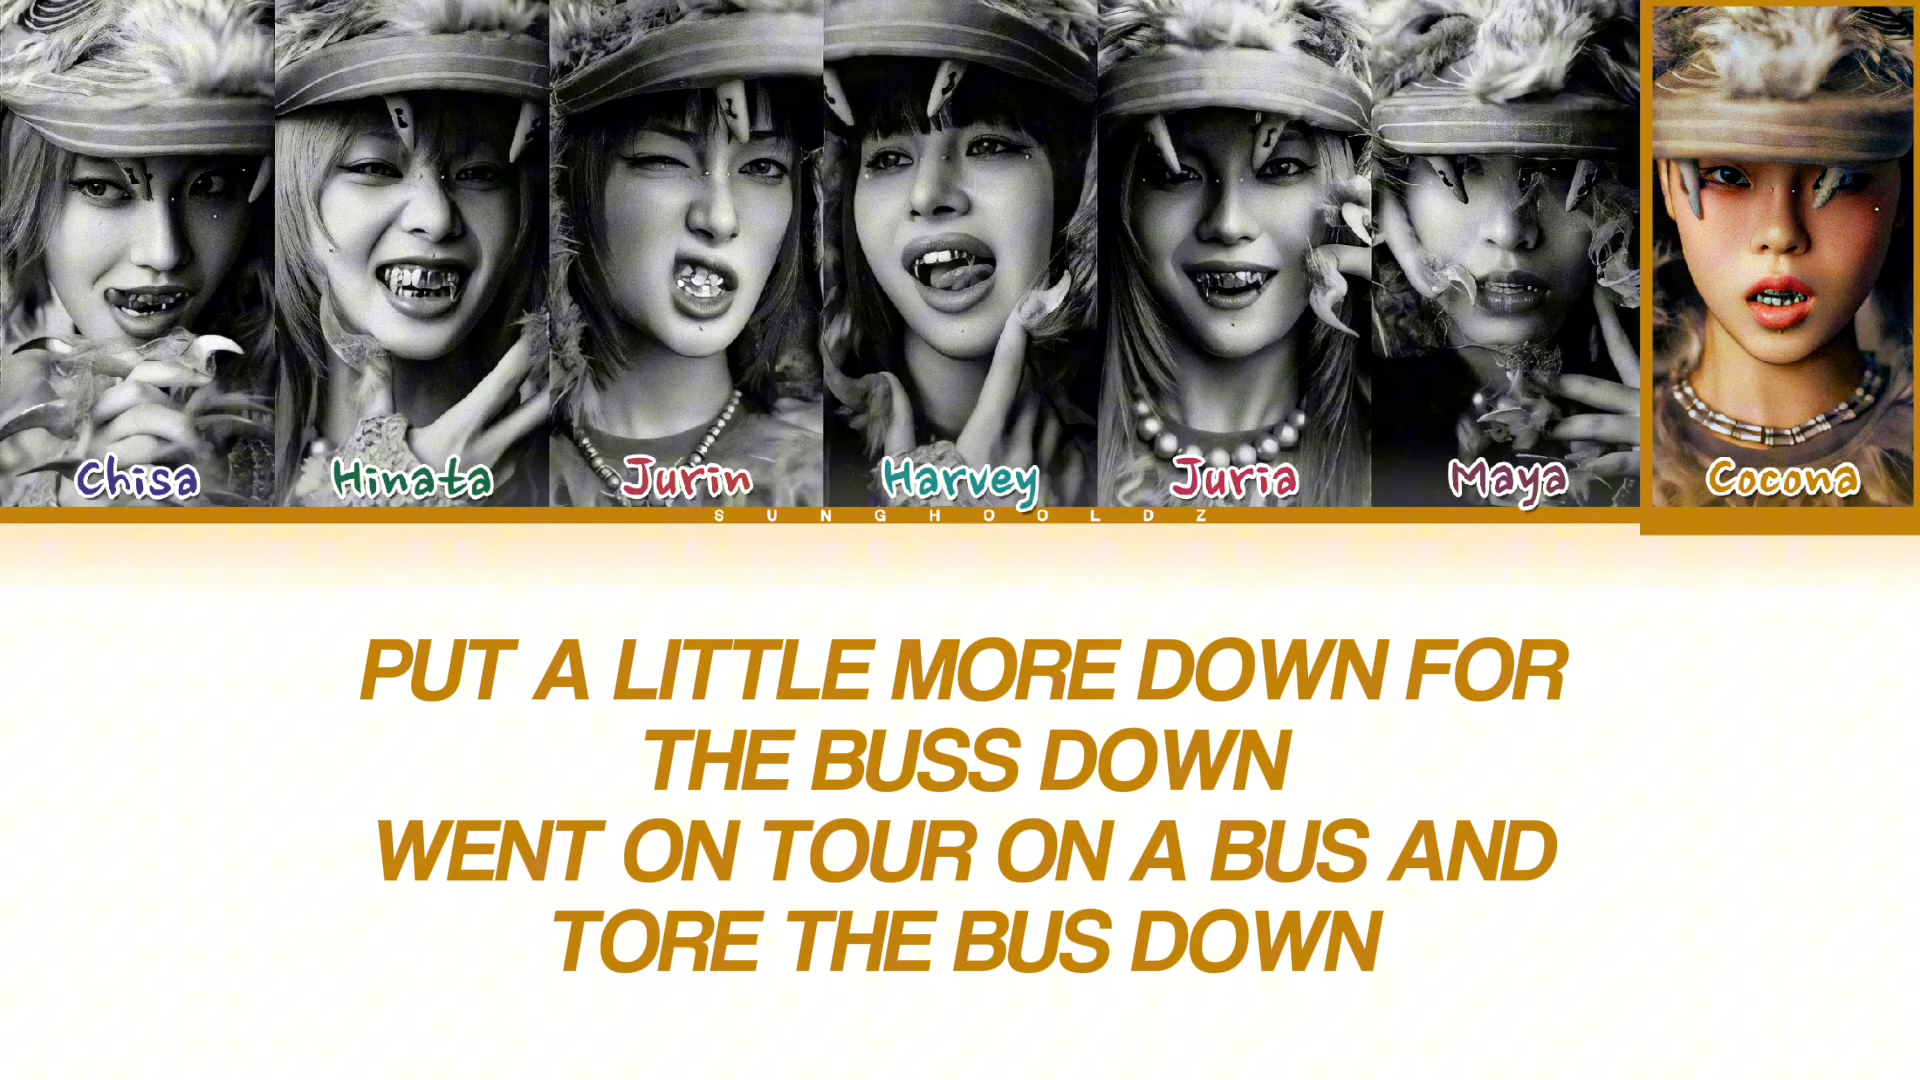 Chisa
Hinata
Jurin
Harvey
Juria
Maya
Cocona
SUNGHOOLDZ
PUT A LITTLE MORE DOWN FOR
THE BUSS DOWN
WENT ON TOUR ON A BUS AND
TORE THE BUS DOWN